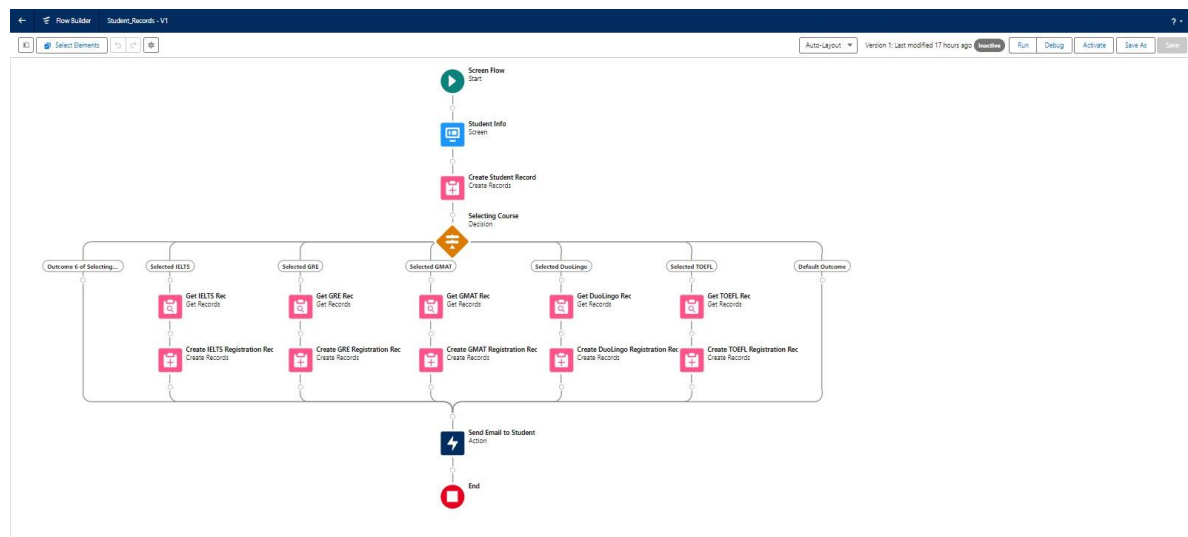 Flow Builder Student_Records - V1 ?
Select Elements Auto-Layout Version 1: Last modified 17 hours ago Inactive Run Debug Activate Save As Save
Screen Flow
Start
Student Info
Screen
Create Student Record
Create Records
Selecting Course
Decision
Outcome 6 of Selecting... Selected IELTS Selected GRE Selected GMAT Selected DuoLingo Selected TOEFL Default Outcome
Get IELTS Rec Get GRE Rec Get GMAT Rec Get DuoLingo Rec Get TOEFL Rec
Get Records Get Records Get Records Get Records Get Records
Create IELTS Registration Rec Create GRE Registration Rec Create GMAT Registration Rec Create DuoLingo Registration Rec Create TOEFL Registration Rec
Create Records Create Records Create Records Create Records Create Records
Send Email to Student
Action
End